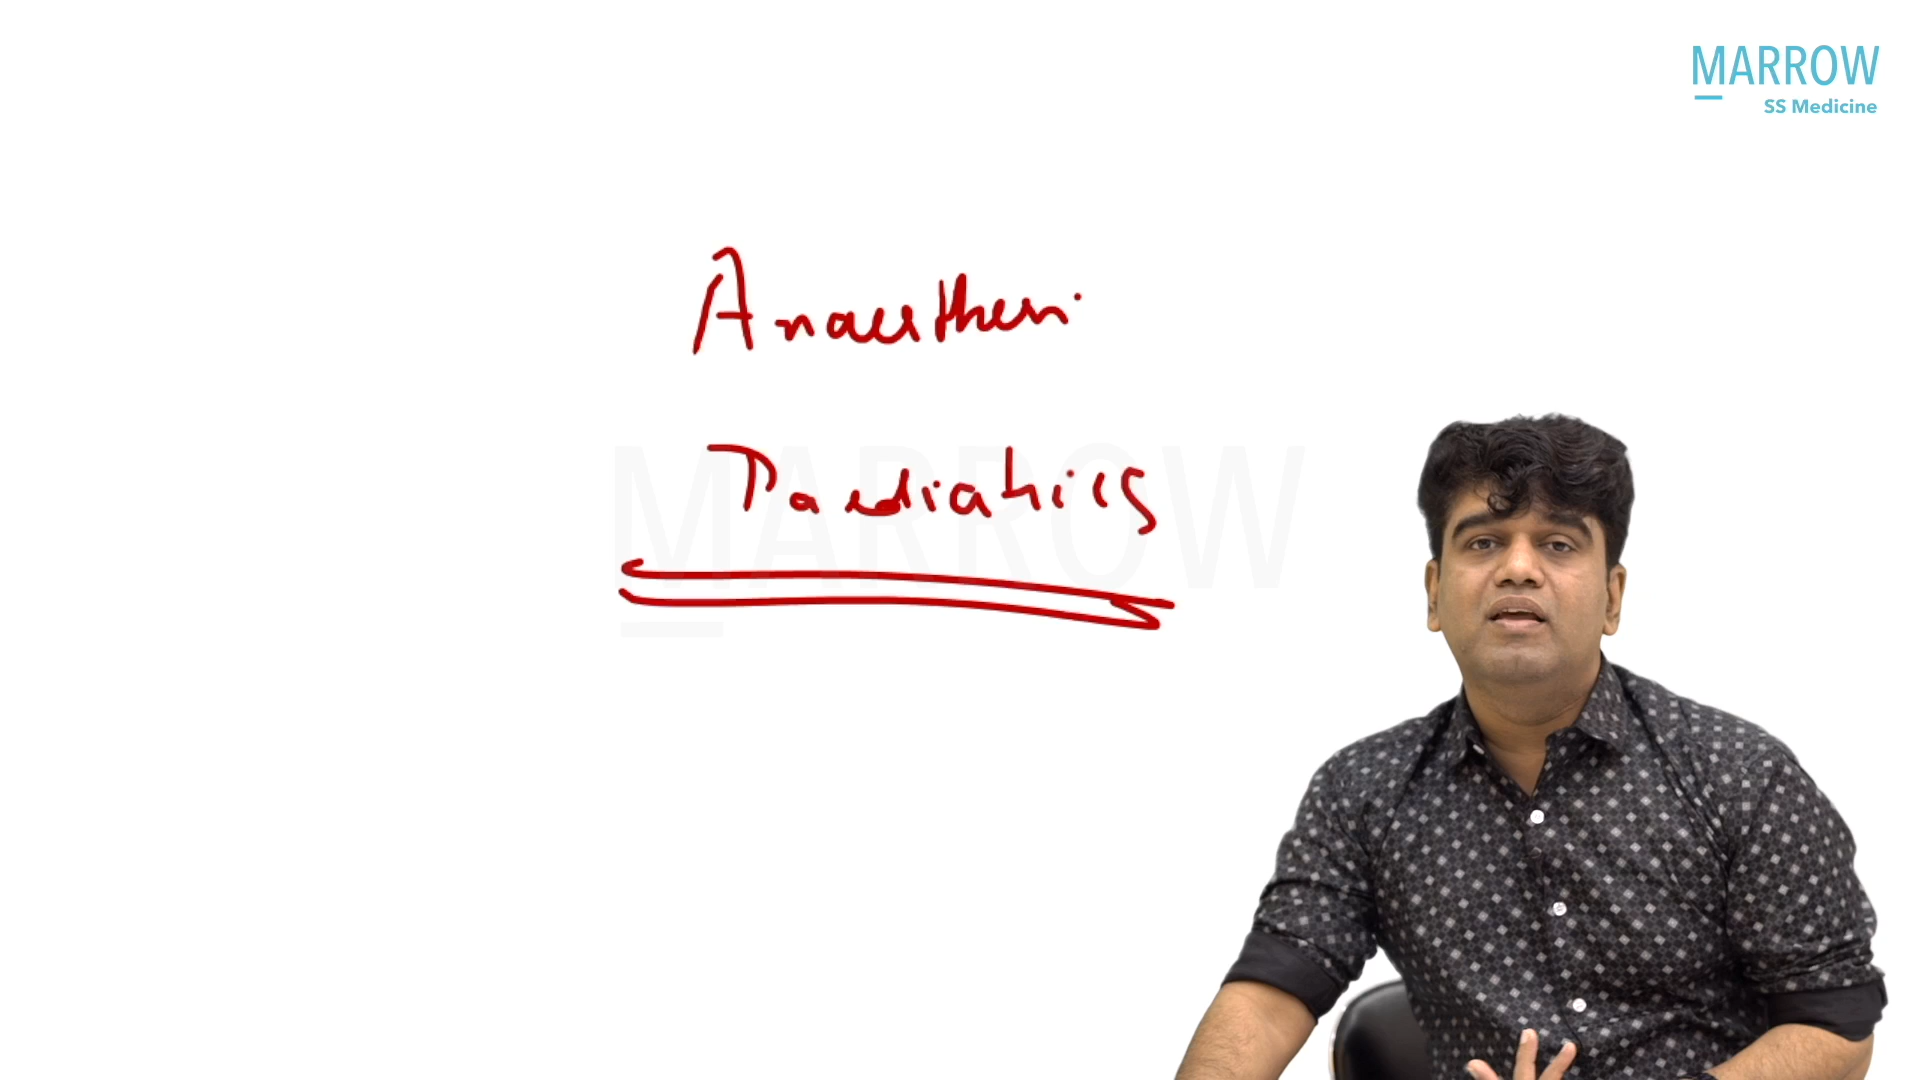 MARROW
SS Medicine
Anaesthesi
Paediatrics
MARROW